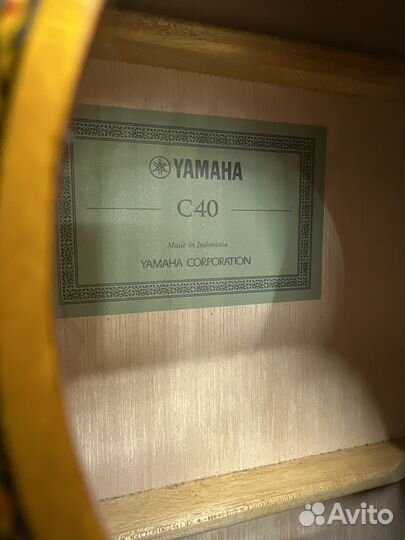 YAMAHA
C40
Made in Indonesia
YAMAHA CORPORATION
Avito